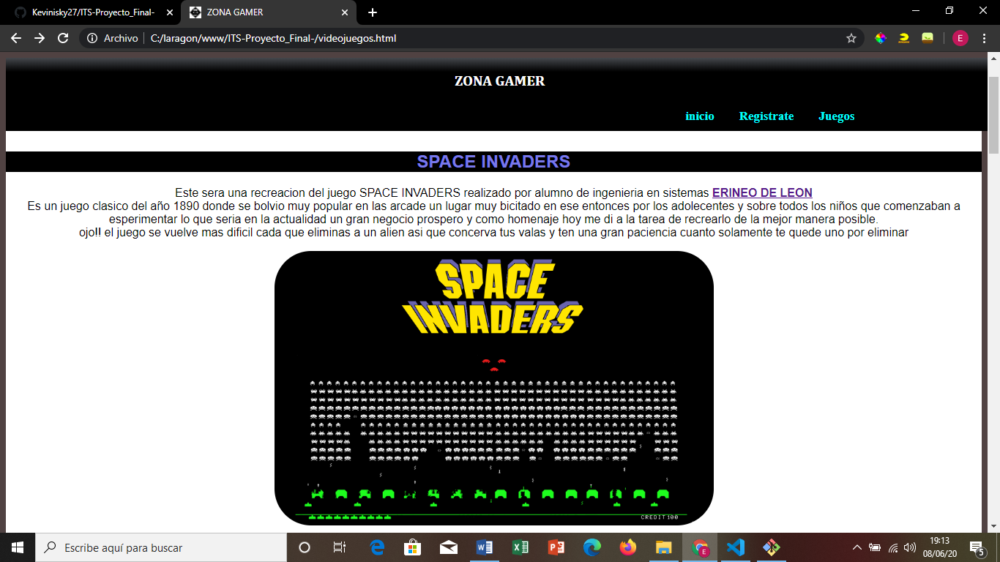 Kevinisky27/ITS-Proyecto_Final-
ZONA GAMER
Archivo
C:/laragon/www/ITS-Proyecto_Final-/videojuegos.html
E
ZONA GAMER
inicio Registrate Juegos
SPACE INVADERS
Este sera una recreacion del juego SPACE INVADERS realizado por alumno de ingenieria en sistemas ERINEO DE LEON
Es un juego clasico del año 1890 donde se bolvio muy popular en las arcade un lugar muy bicitado en ese entonces por los adolecentes y sobre todos los niños que comenzaban a
esperimentar lo que seria en la actualidad un gran negocio prospero y como homenaje hoy me di a la tarea de recrearlo de la mejor manera posible.
ojo!! el juego se vuelve mas dificil cada que eliminas a un alien asi que concerva tus valas y ten una gran paciencia cuanto solamente te quede uno por eliminar
SPACE
INVADERS
CREDIT 100
Escribe aquí para buscar
19:13
08/06/20
5